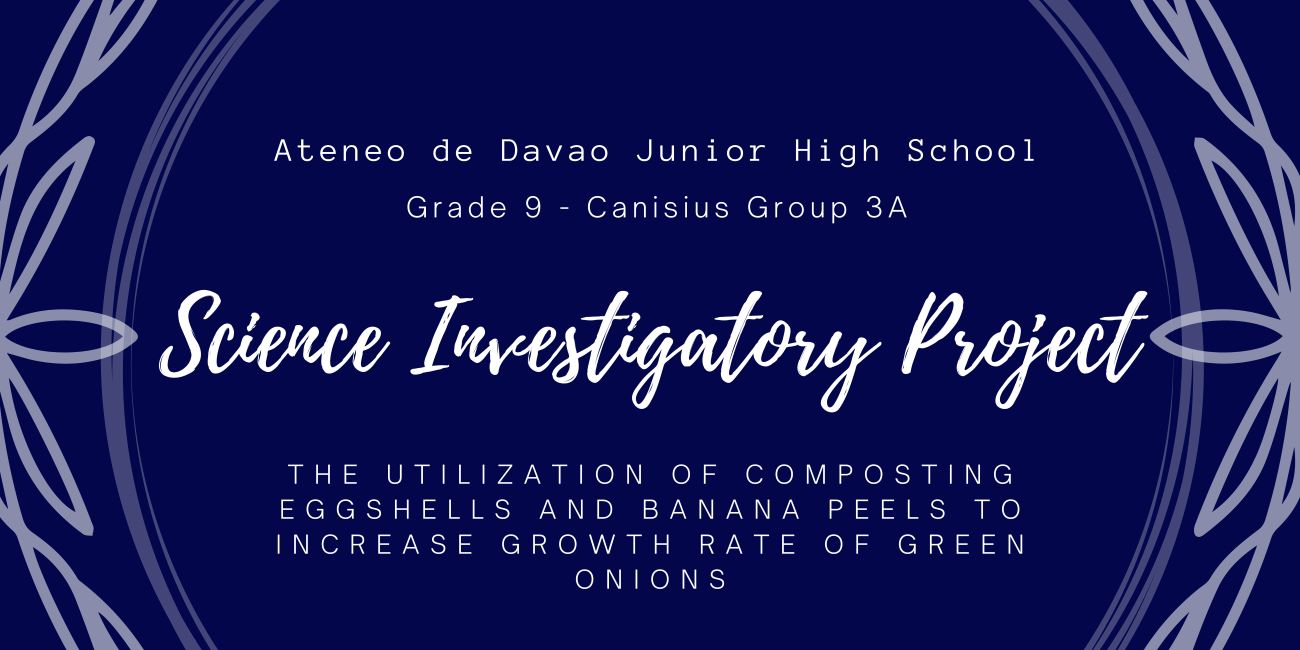 Ateneo de Davao Junior High School
Grade 9 - Canisius Group 3A
Science Investigatory Project
THE UTILIZATION OF COMPOSTING
EGGSHELLS AND BANANA PEELS TO
INCREASE GROWTH RATE OF GREEN
ONIONS